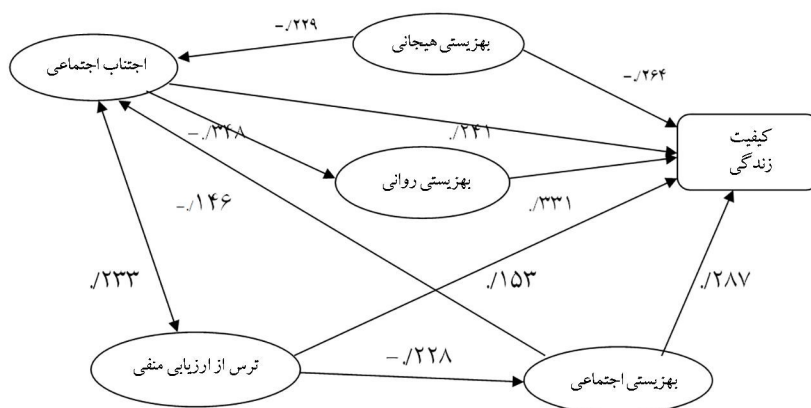 -./۲۲۹
بهزیستی هیجانی
اجتناب اجتماعی
-./۲۶۴
کیفیت
زندگی
-./۳۴۸
./۲۴۱
بهزیستی روانی
./۳۳۱
-./۱۴۶
./۲۳۳
./۱۵۳
./۲۸۷
ترس از ارزیابی منفی
-./۲۲۸
بهزیستی اجتماعی